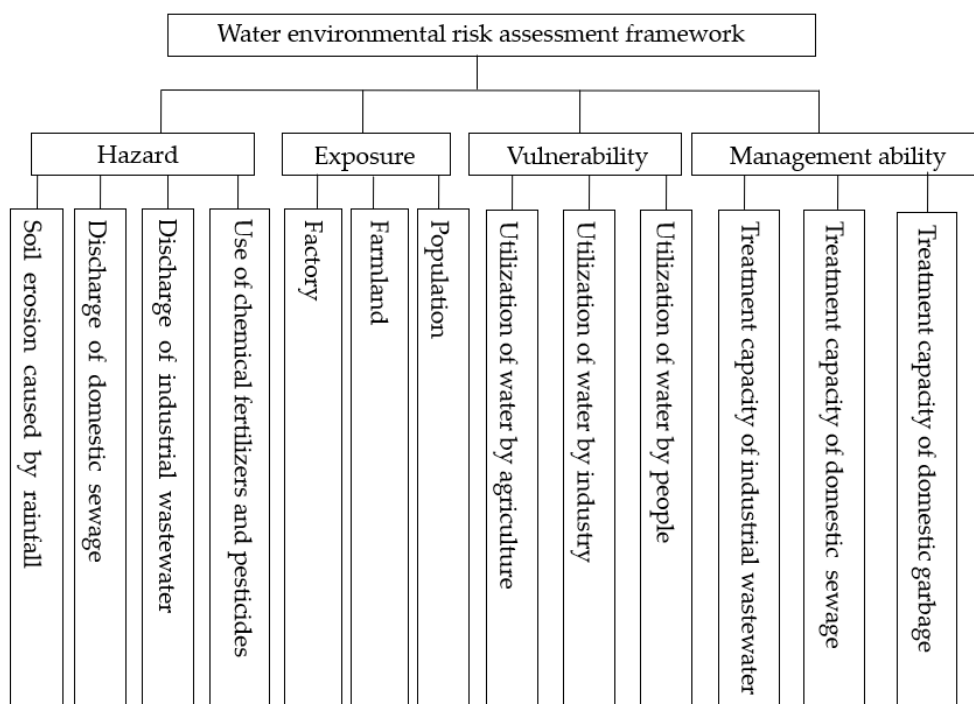 Water environmental risk assessment framework
Hazard
Exposure
Vulnerability
Management ability
Soil erosion caused by rainfall
Discharge of domestic sewage
Discharge of industrial wastewater
Use of chemical fertilizers and pesticides
Factory
Farmland
Population
Utilization of water by agriculture
Utilization of water by industry
Utilization of water by people
Treatment capacity of industrial wastewater
Treatment capacity of domestic sewage
Treatment capacity of domestic garbage